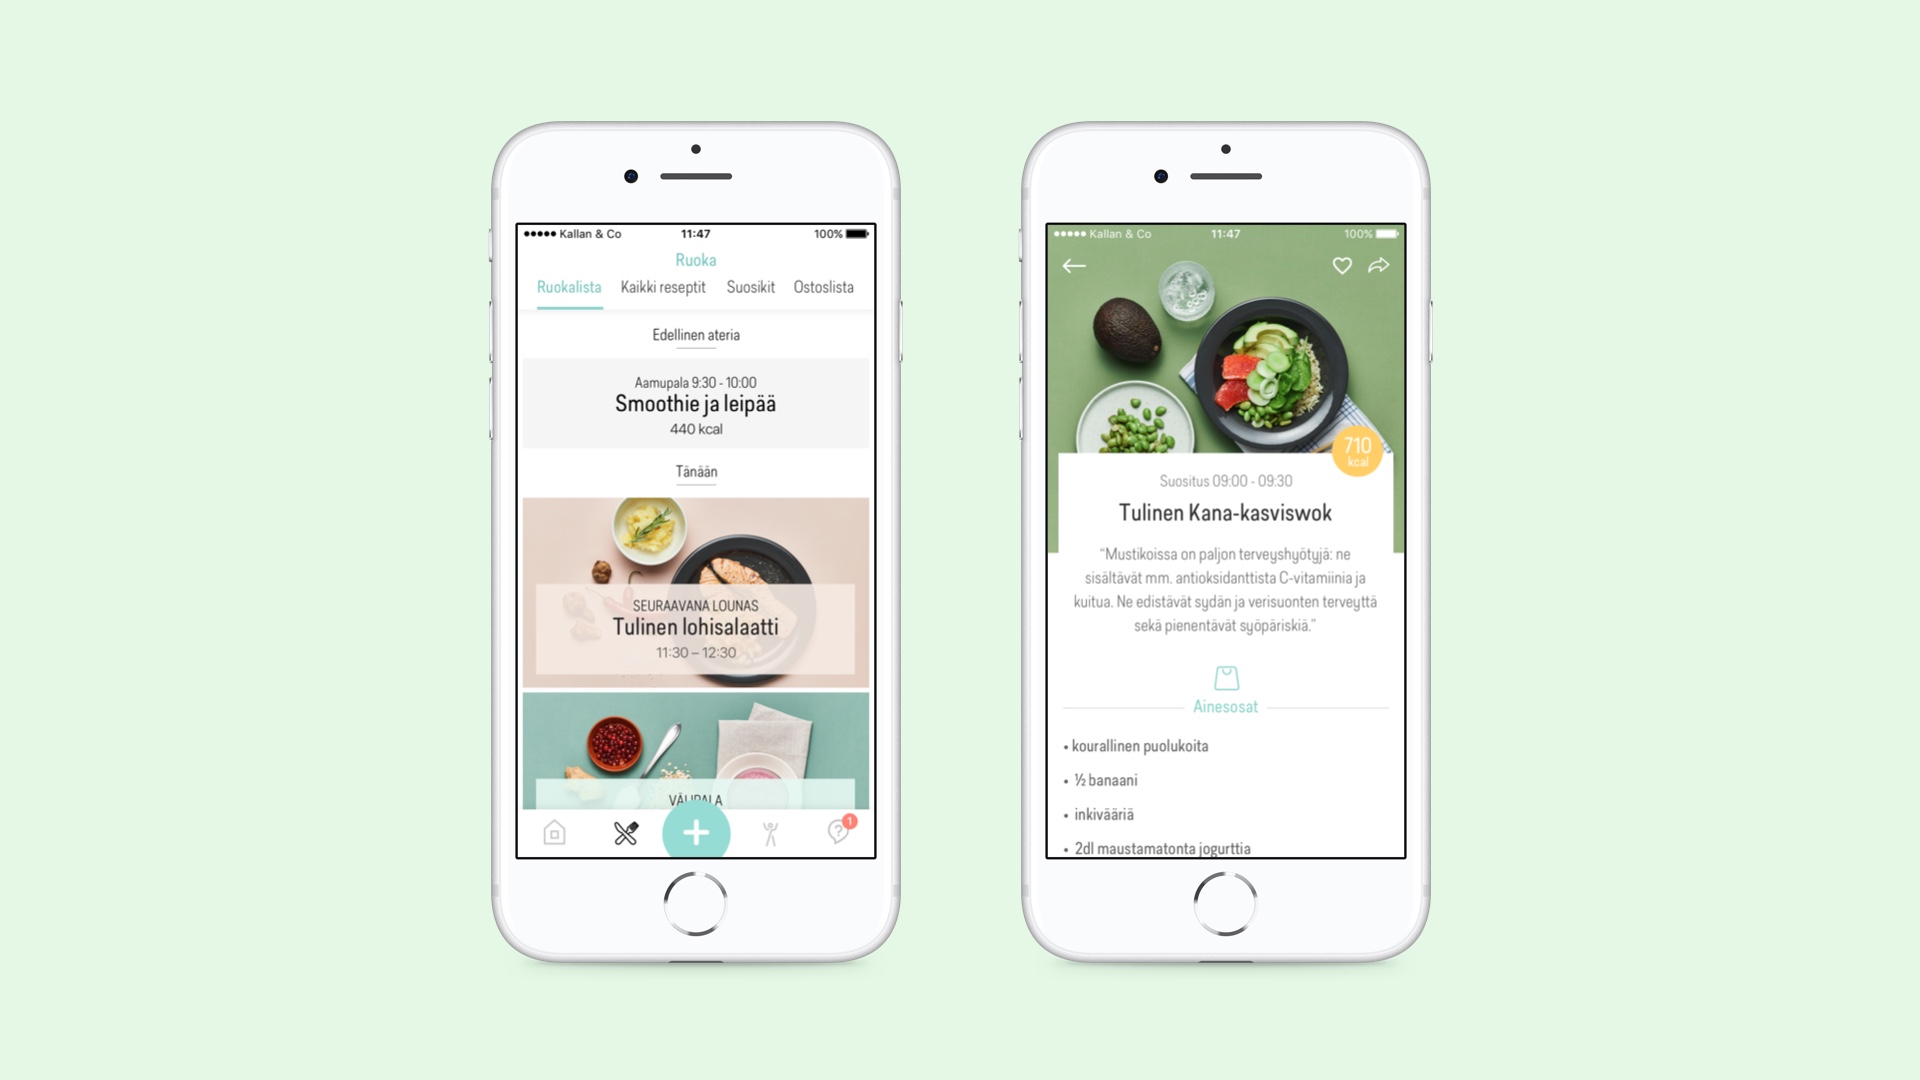 Kallan & Co 11:47 100%
Ruoka
Ruokalista Kaikki reseptit Suosikit Ostoslista
Edellinen ateria
Aamupala 9:30 - 10:00
Smoothie ja leipää
440 kcal
Tänään
SEURAAVANA LOUNAS
Tulinen lohisalaatti
11:30 – 12:30
VÄLIPALA
1
Kallan & Co 11:47 100%
710
kcal
Suositus 09:00 - 09:30
Tulinen Kana-kasviswok
“Mustikoissa on paljon terveyshyötyjä: ne
sisältävät mm. antioksidanttista C-vitamiinia ja
kuitua. Ne edistävät sydän ja verisuonten terveyttä
sekä pienentävät syöpäriskiä.”
Ainesosat
• kourallinen puolukoita
• ½ banaani
• inkivääriä
• 2dl maustamatonta jogurttia